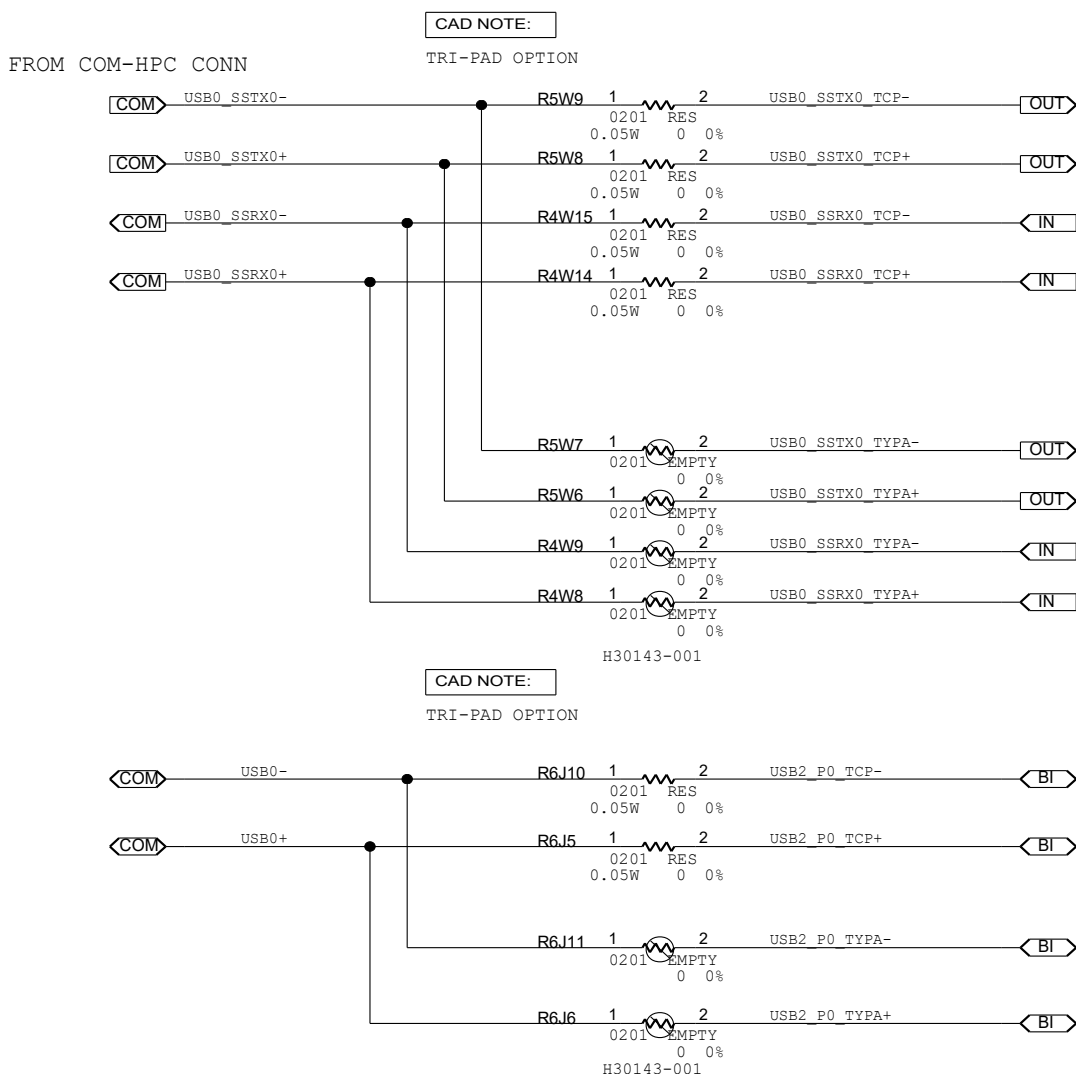 CAD NOTE:
TRI-PAD OPTION
FROM COM-HPC CONN
COM USB0_SSTX0- R5W9 1 2 USB0_SSTX0_TCP- OUT
0201 RES
0.05W 0 0%
COM USB0_SSTX0+ R5W8 1 2 USB0_SSTX0_TCP+ OUT
0201 RES
0.05W 0 0%
COM USB0_SSRX0- R4W15 1 2 USB0_SSRX0_TCP- IN
0201 RES
0.05W 0 0%
COM USB0_SSRX0+ R4W14 1 2 USB0_SSRX0_TCP+ IN
0201 RES
0.05W 0 0%
R5W7 1 2 USB0_SSTX0_TYPA- OUT
0201 EMPTY
0 0%
R5W6 1 2 USB0_SSTX0_TYPA+ OUT
0201 EMPTY
0 0%
R4W9 1 2 USB0_SSRX0_TYPA- IN
0201 EMPTY
0 0%
R4W8 1 2 USB0_SSRX0_TYPA+ IN
0201 EMPTY
0 0%
H30143-001
CAD NOTE:
TRI-PAD OPTION
COM USB0- R6J10 1 2 USB2_P0_TCP- BI
0201 RES
0.05W 0 0%
COM USB0+ R6J5 1 2 USB2_P0_TCP+ BI
0201 RES
0.05W 0 0%
R6J11 1 2 USB2_P0_TYPA- BI
0201 EMPTY
0 0%
R6J6 1 2 USB2_P0_TYPA+ BI
0201 EMPTY
0 0%
H30143-001